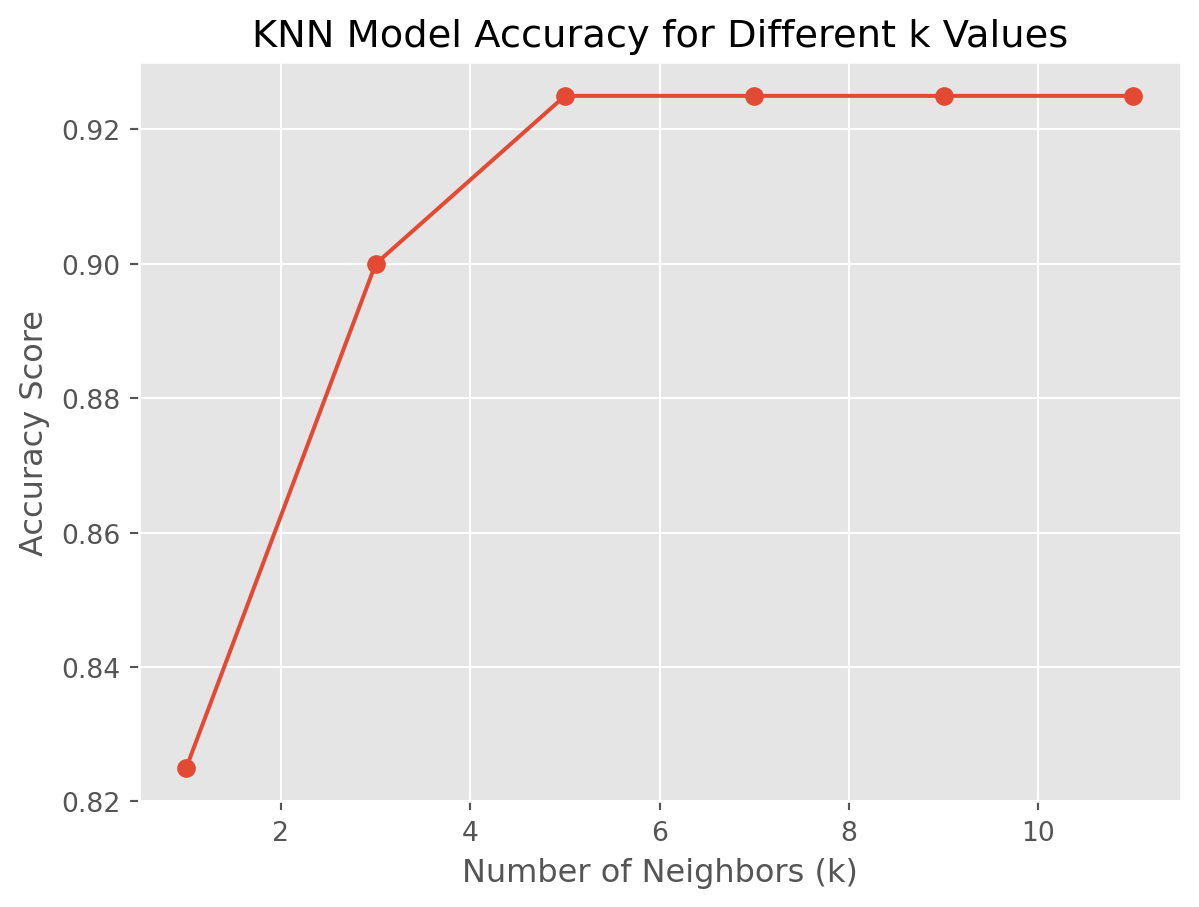 KNN Model Accuracy for Different k Values
0.92
0.90
0.88
0.86
0.84
0.82
Accuracy Score
2 4 6 8 10
Number of Neighbors (k)